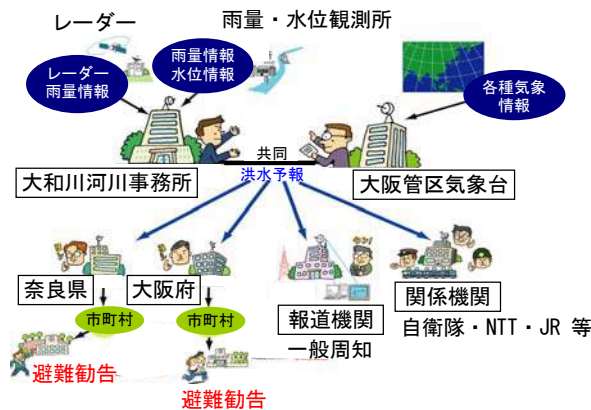 レーダー
雨量・水位観測所
レーダー
雨量情報
雨量情報
水位情報
各種気象
情報
共同
洪水予報
大和川河川事務所
大阪管区気象台
奈良県
大阪府
報道機関
関係機関
市町村
市町村
一般周知
自衛隊・NTT・JR 等
避難勧告
避難勧告